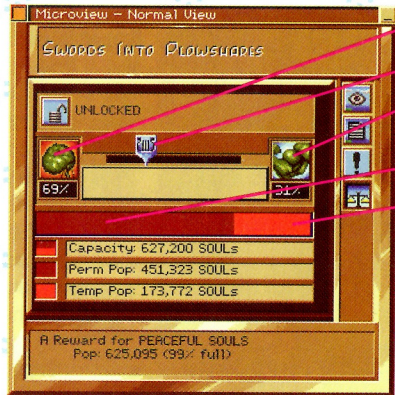 Microview - Normal View
Swords Into Plowshares
UNLOCKED
69%
31%
Capacity: 627,200 SOULs
Perm Pop: 451,323 SOULs
Temp Pop: 173,772 SOULs
A Reward for PEACEFUL SOULS
Pop: 625,095 (99% full)